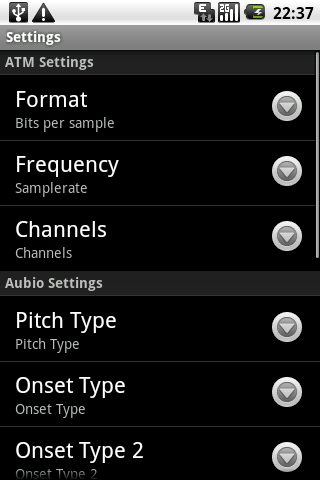 22:37
Settings
ATM Settings
Format
Bits per sample
Frequency
Samplerate
Channels
Channels
Aubio Settings
Pitch Type
Pitch Type
Onset Type
Onset Type
Onset Type 2
Onset Type 2